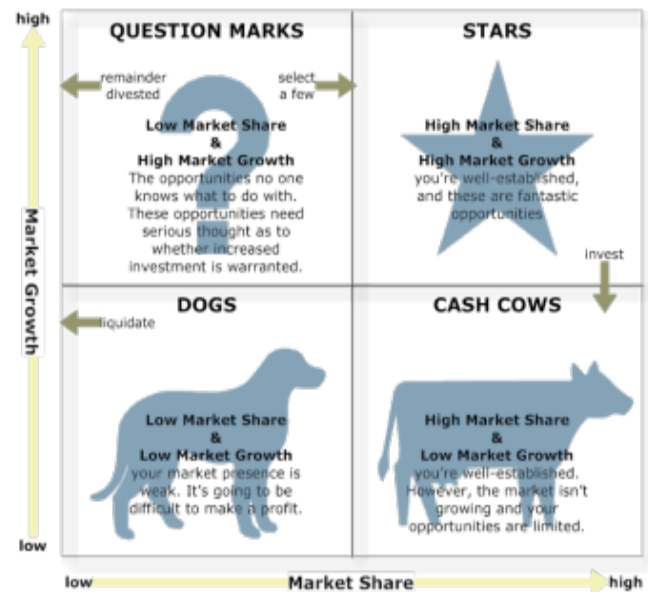 high
QUESTION MARKS
remainder
divested
select
a few
Low Market Share
&
High Market Growth
The opportunities no one
knows what to do with.
These opportunities need
serious thought as to
whether increased
investment is warranted.
STARS
High Market Share
&
High Market Growth
you're well-established,
and these are fantastic
opportunities
invest
Market Growth
DOGS
liquidate
Low Market Share
&
Low Market Growth
your market presence is
weak. It's going to be
difficult to make a profit.
CASH COWS
High Market Share
&
Low Market Growth
you're well-established.
However, the market isn't
growing and your
opportunities are limited.
low
low
Market Share
high